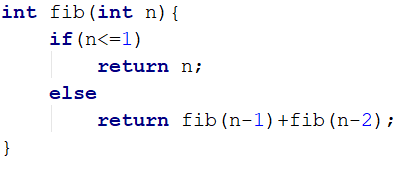 int fib(int n){
    if(n<=1)
        return n;
    else
        return fib(n-1)+fib(n-2);
}